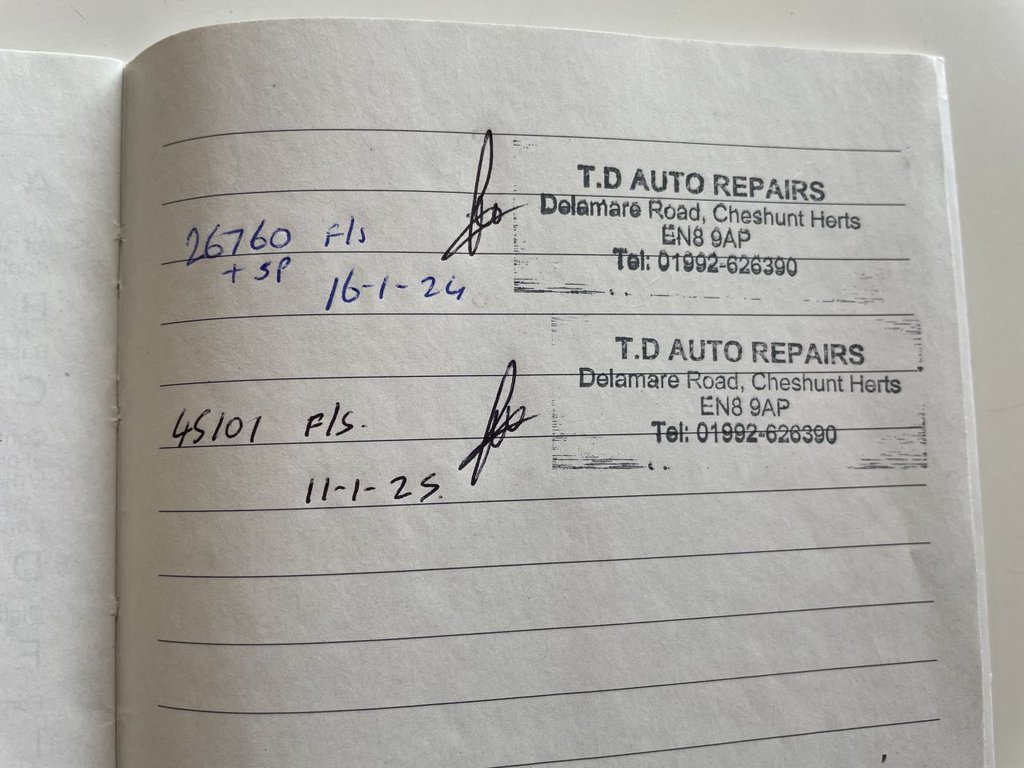 T.D AUTO REPAIRS
Delamare Road, Cheshunt Herts
EN8 9AP
Tel: 01992-626390
26760 F/S
+ SP
16-1-24
T.D AUTO REPAIRS
Delamare Road, Cheshunt Herts
EN8 9AP
Tel: 01992-626390
45101 F/S.
11-1-25.